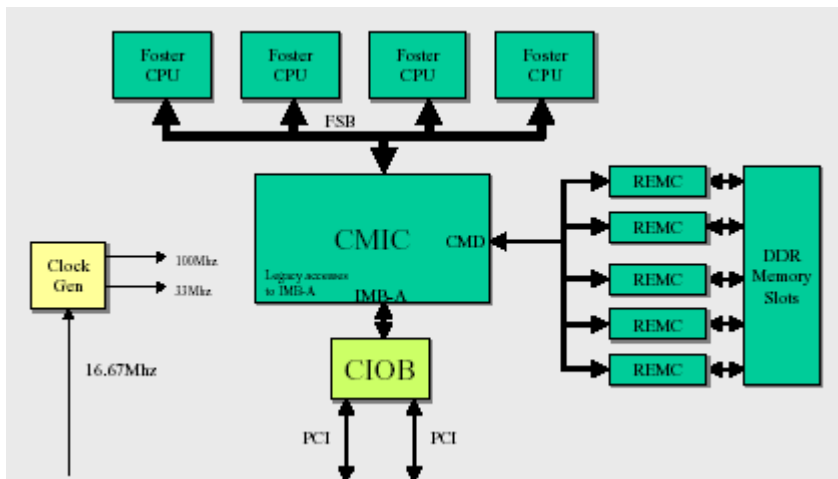 Foster
CPU
Foster
CPU
Foster
CPU
Foster
CPU
FSB
CMIC
CMD
Legacy accesses
to IMB-A
IMB-A
REMC
REMC
REMC
REMC
REMC
DDR
Memory
Slots
Clock
Gen
100Mhz
33Mhz
16.67Mhz
CIOB
PCI
PCI